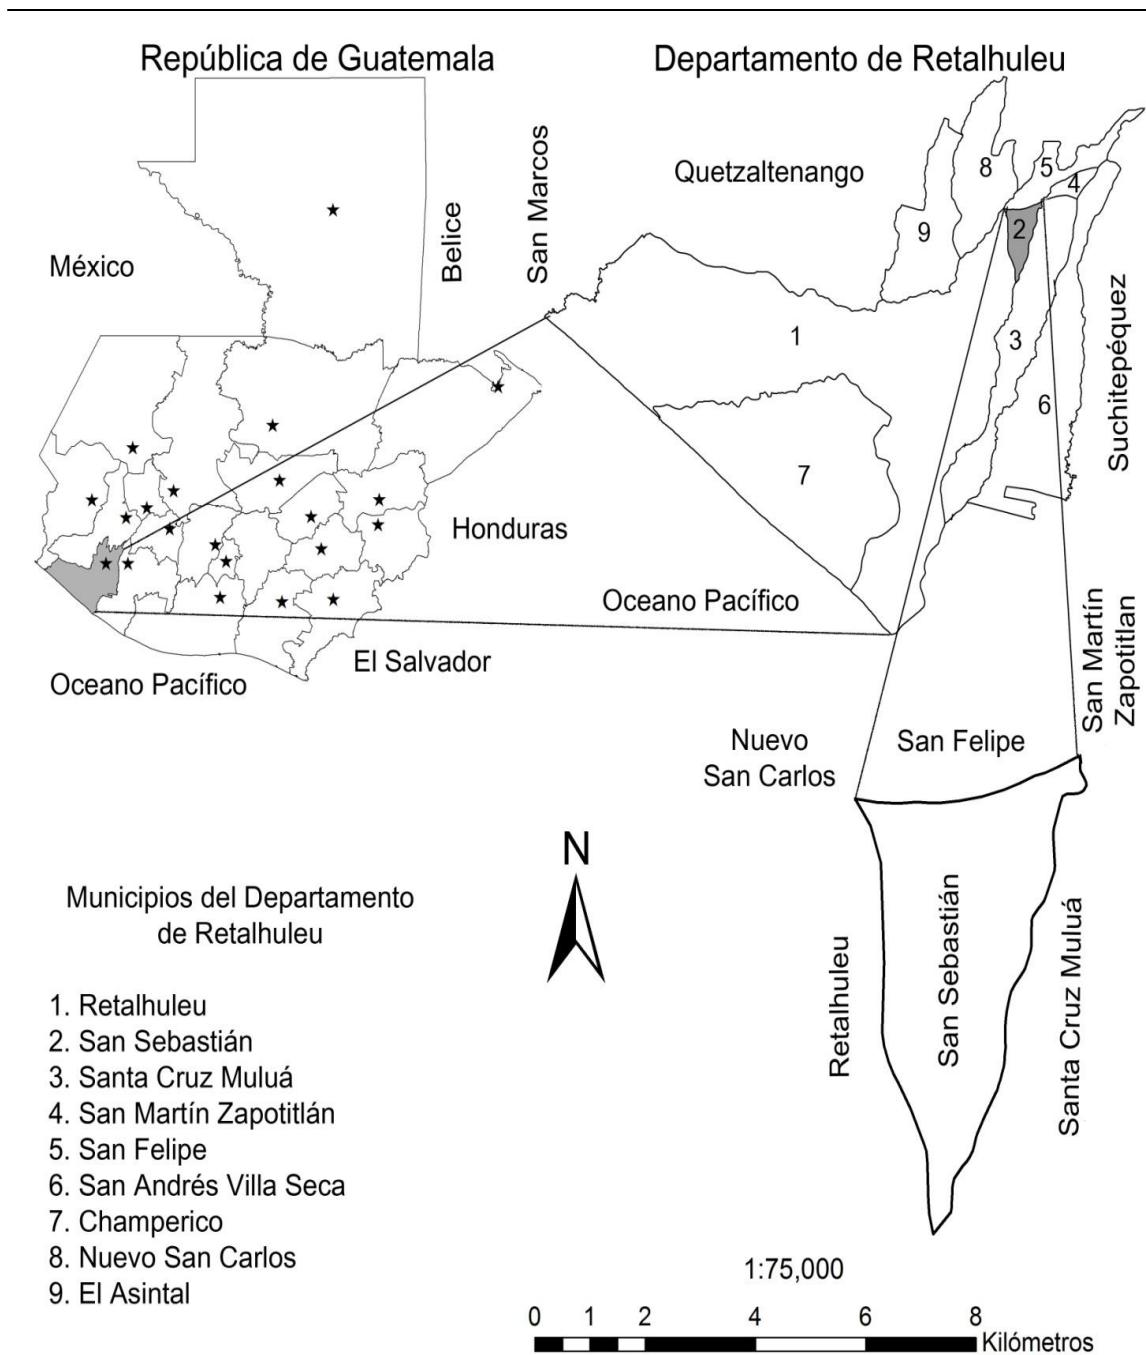 República de Guatemala
Departamento de Retalhuleu
México
Belice
San Marcos
Quetzaltenango
8
5
4
9
2
1
3
6
7
Suchitepéquez
Honduras
Oceano Pacífico
El Salvador
Oceano Pacífico
San Martín
Zapotitlan
Nuevo
San Carlos
San Felipe
N
Retalhuleu
San Sebastián
Santa Cruz Muluá
Municipios del Departamento
de Retalhuleu
1. Retalhuleu
2. San Sebastián
3. Santa Cruz Muluá
4. San Martín Zapotitlán
5. San Felipe
6. San Andrés Villa Seca
7. Champerico
8. Nuevo San Carlos
9. El Asintal
1:75,000
0 1 2 4 6 8
Kilómetros